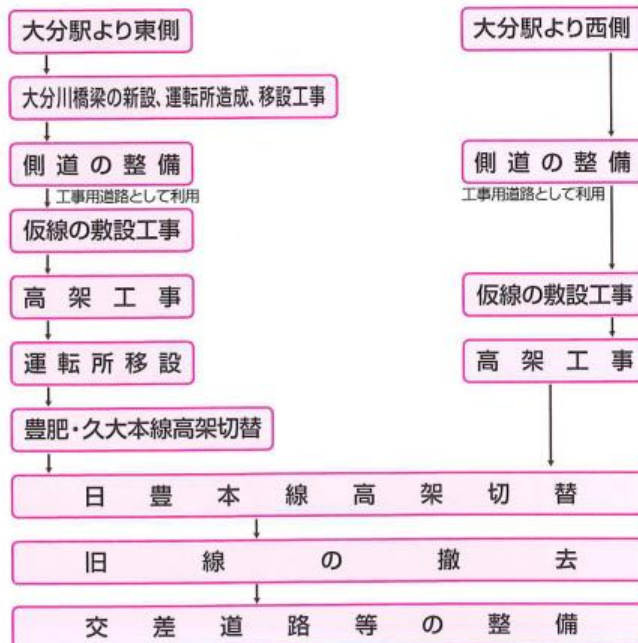 大分駅より東側
大分川橋梁の新設、運転所造成、移設工事
側道の整備
工事用道路として利用
仮線の敷設工事
高架工事
運転所移設
豊肥・久大本線高架切替
大分駅より西側
側道の整備
工事用道路として利用
仮線の敷設工事
高架工事
日豊本線高架切替
旧線の撤去
交差道路等の整備